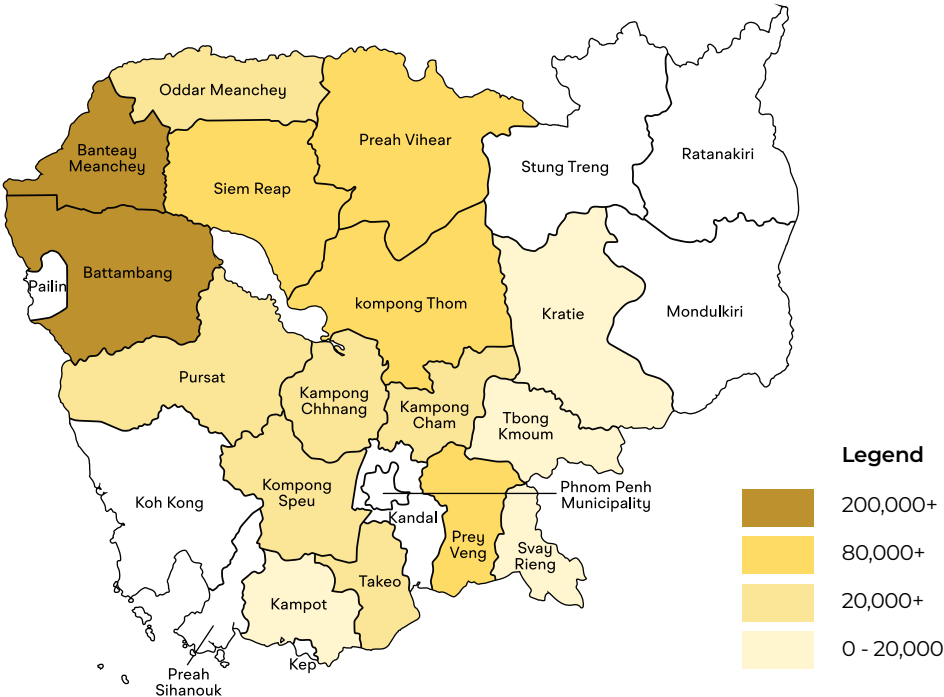 Oddar Meanchey
Preah Vihear
Banteay
Meanchey
Siem Reap
Stung Treng
Ratanakiri
Battambang
Pailin
kompong Thom
Kratie
Mondulkiri
Pursat
Kampong
Chhnang
Kampong
Cham
Tbong
Kmoum
Kompong
Speu
Koh Kong
Phnom Penh
Municipality
Kandal
Prey
Veng
Svay
Rieng
Takeo
Kampot
Kep
Preah
Sihanouk
Legend
200,000+
80,000+
20,000+
0 - 20,000